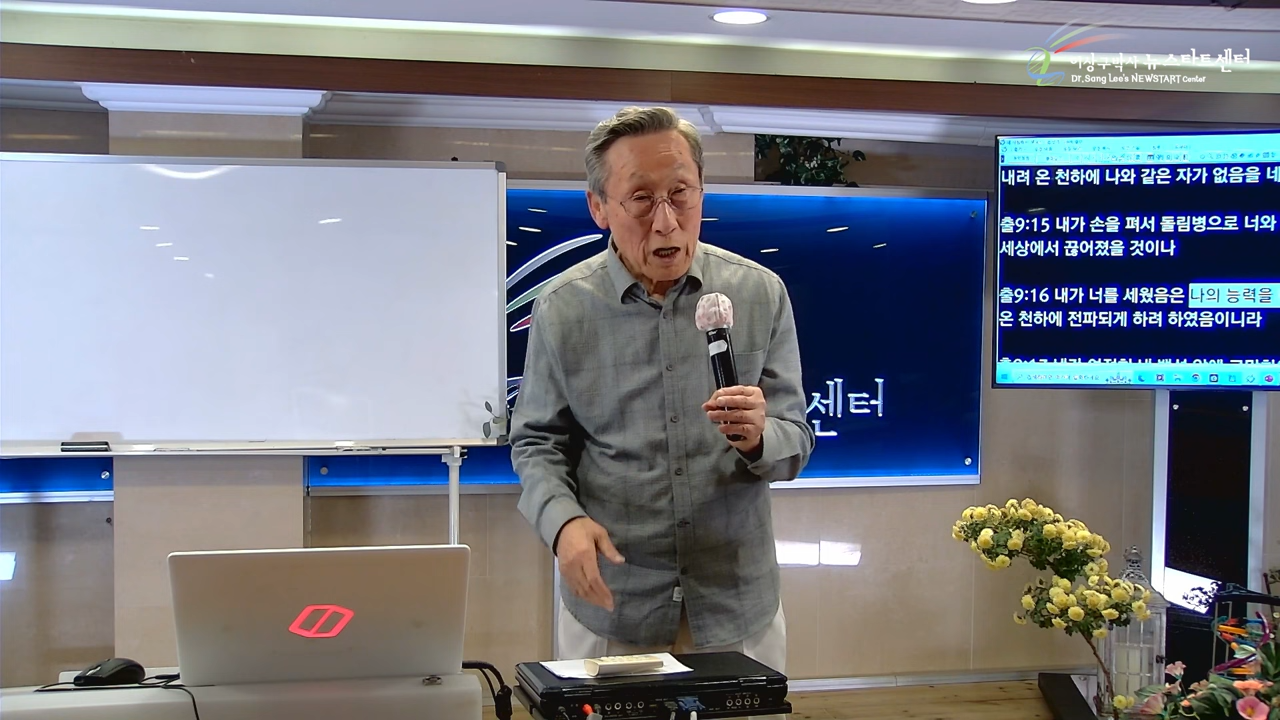 이상구박사 뉴스타트센터
Dr. Sang Lee's NEWSTART Center
내려 온 천하에 나와 같은 자가 없음을 네
출9:15 내가 손을 펴서 돌림병으로 너와
세상에서 끊어졌을 것이나
출9:16 내가 너를 세웠음은 나의 능력을
온 천하에 전파되게 하려 하였음이니라
센터